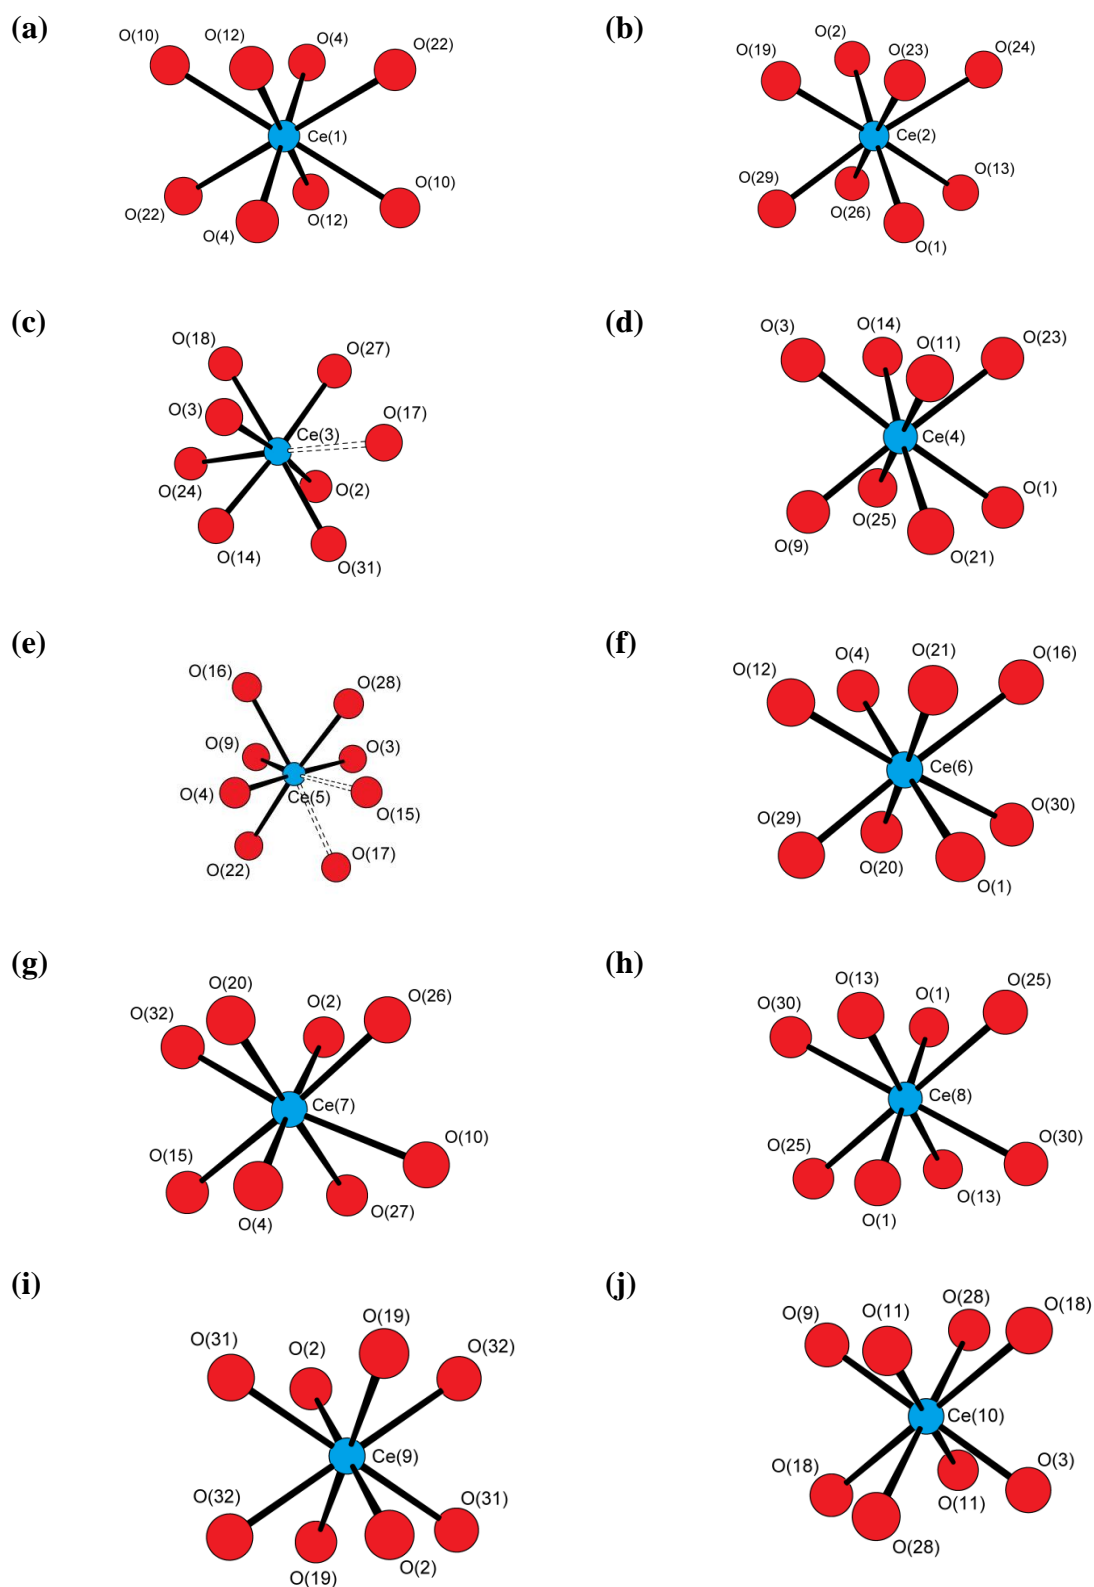 (a)
O(10)
O(12)
O(4)
O(22)
Ce(1)
O(22)
O(4)
O(12)
O(10)
(b)
O(19)
O(2)
O(23)
O(24)
Ce(2)
O(29)
O(26)
O(1)
O(13)
(c)
O(18)
O(27)
O(3)
O(17)
Ce(3)
O(24)
O(2)
O(14)
O(31)
(d)
O(3)
O(14)
O(11)
O(23)
Ce(4)
O(9)
O(25)
O(21)
O(1)
(e)
O(16)
O(28)
O(9)
O(3)
O(4)
Ce(5)
O(15)
O(22)
O(17)
(f)
O(12)
O(4)
O(21)
O(16)
Ce(6)
O(29)
O(20)
O(1)
O(30)
(g)
O(32)
O(20)
O(2)
O(26)
Ce(7)
O(15)
O(4)
O(27)
O(10)
(h)
O(30)
O(13)
O(1)
O(25)
Ce(8)
O(25)
O(1)
O(13)
O(30)
(i)
O(31)
O(2)
O(19)
O(32)
Ce(9)
O(32)
O(19)
O(2)
O(31)
(j)
O(9)
O(11)
O(28)
O(18)
Ce(10)
O(18)
O(28)
O(11)
O(3)